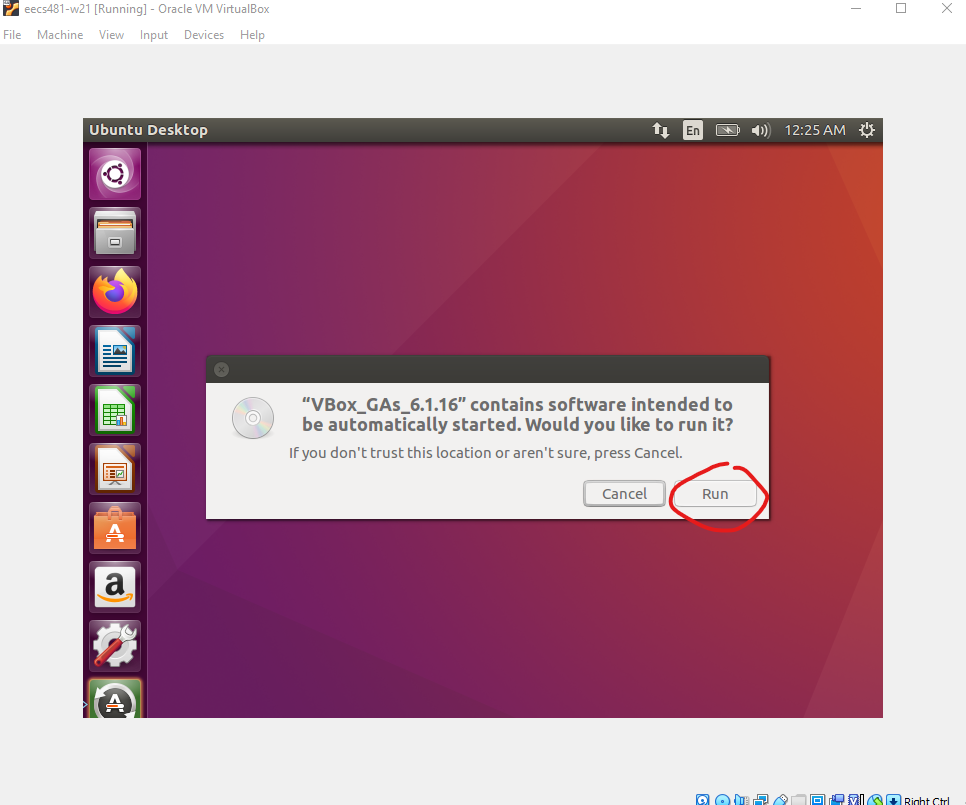 eecs481-w21 [Running] - Oracle VM VirtualBox
File Machine View Input Devices Help
Ubuntu Desktop En 12:25 AM
“VBox_GAs_6.1.16” contains software intended to
be automatically started. Would you like to run it?
If you don't trust this location or aren't sure, press Cancel.
Cancel Run
a
Right Ctrl